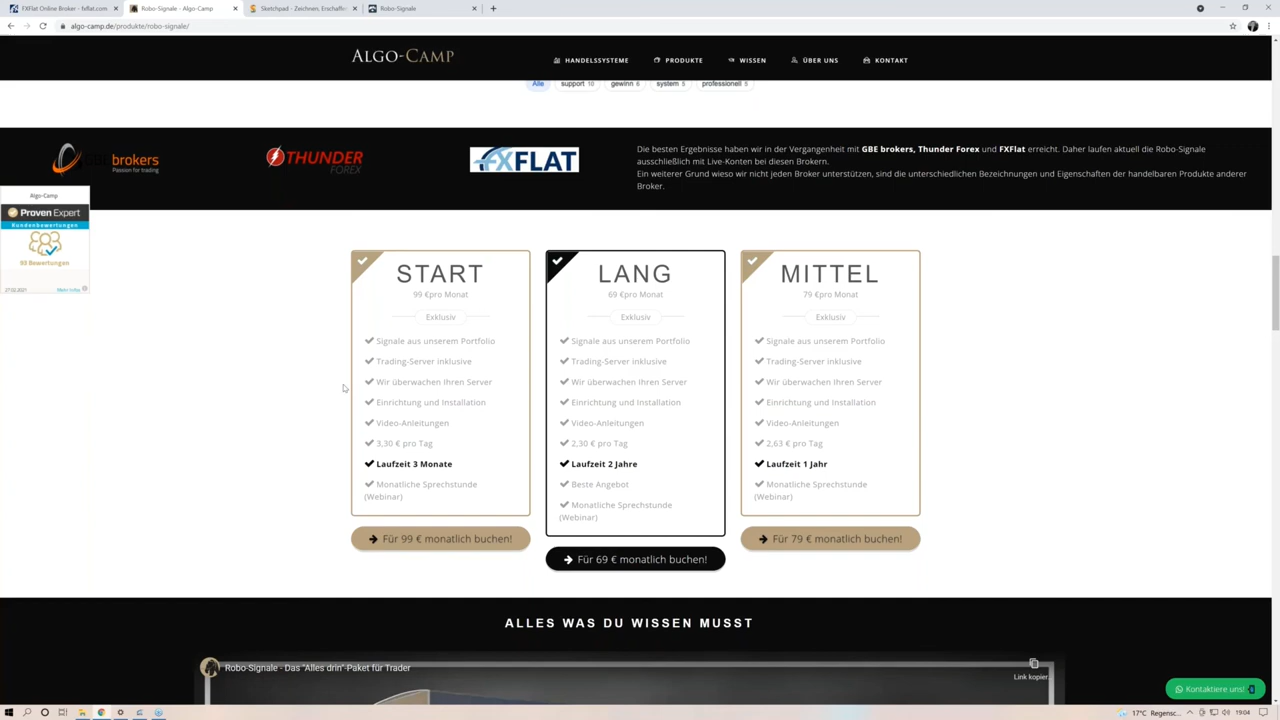 FXFlat Online Broker - fxflat.com
Robo-Signale - Algo-Camp
Sketchpad - Zeichnen, Erschaffen
Robo-Signale
algo-camp.de/produkte/robo-signale/
ALGO-CAMP
HANDELSSYSTEME
PRODUKTE
WISSEN
ÜBER UNS
KONTAKT
Alle
support 10
gewinn 6
system 5
professionell 5
GBE brokers
Passion for trading
THUNDER
FOREX
FXFLAT
Die besten Ergebnisse haben wir in der Vergangenheit mit GBE brokers, Thunder Forex und FXFlat erreicht. Daher laufen aktuell die Robo-Signale
ausschließlich mit Live-Konten bei diesen Brokern.
Ein weiterer Grund wieso wir nicht jeden Broker unterstützen, sind die unterschiedlichen Bezeichnungen und Eigenschaften der handelbaren Produkte anderer
Broker.
Algo-Camp
Proven Expert
Kundenbewertungen
93 Bewertungen
27.02.2021
Mehr Infos
START
99 €pro Monat
Exklusiv
Signale aus unserem Portfolio
Trading-Server inklusive
Wir überwachen Ihren Server
Einrichtung und Installation
Video-Anleitungen
3,30 € pro Tag
Laufzeit 3 Monate
Monatliche Sprechstunde
(Webinar)
Für 99 € monatlich buchen!
LANG
69 €pro Monat
Exklusiv
Signale aus unserem Portfolio
Trading-Server inklusive
Wir überwachen Ihren Server
Einrichtung und Installation
Video-Anleitungen
2,30 € pro Tag
Laufzeit 2 Jahre
Beste Angebot
Monatliche Sprechstunde
(Webinar)
Für 69 € monatlich buchen!
MITTEL
79 €pro Monat
Exklusiv
Signale aus unserem Portfolio
Trading-Server inklusive
Wir überwachen Ihren Server
Einrichtung und Installation
Video-Anleitungen
2,63 € pro Tag
Laufzeit 1 Jahr
Monatliche Sprechstunde
(Webinar)
Für 79 € monatlich buchen!
ALLES WAS DU WISSEN MUSST
Robo-Signale - Das "Alles drin"-Paket für Trader
Link kopier...
Kontaktiere uns!
17°C Regensc...
19:04